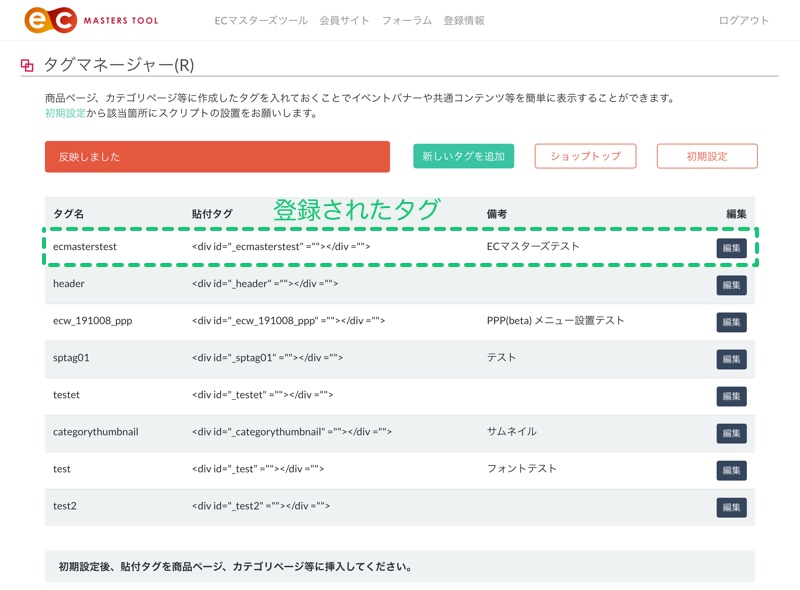 ec MASTERS TOOL ECマスターズツール 会員サイト フォーラム 登録情報 ログアウト
タグマネージャー(R)
商品ページ、カテゴリページ等に作成したタグを入れておくことでイベントバナーや共通コンテンツ等を簡単に表示することができます。
初期設定から該当箇所にスクリプトの設置をお願いします。
反映しました 新しいタグを追加 ショップトップ 初期設定
登録されたタグ
タグ名 貼付タグ 備考 編集
ecmasterstest <div id="_ecmasterstest" =""></div =""> ECマスターズテスト 編集
header <div id="_header" =""></div =""> 編集
ecw_191008_ppp <div id="_ecw_191008_ppp" =""></div =""> PPP(beta) メニュー設置テスト 編集
sptag01 <div id="_sptag01" =""></div =""> テスト 編集
testet <div id="_testet" =""></div =""> 編集
categorythumbnail <div id="_categorythumbnail" =""></div =""> サムネイル 編集
test <div id="_test" =""></div =""> フォントテスト 編集
test2 <div id="_test2" =""></div =""> 編集
初期設定後、貼付タグを商品ページ、カテゴリページ等に挿入してください。